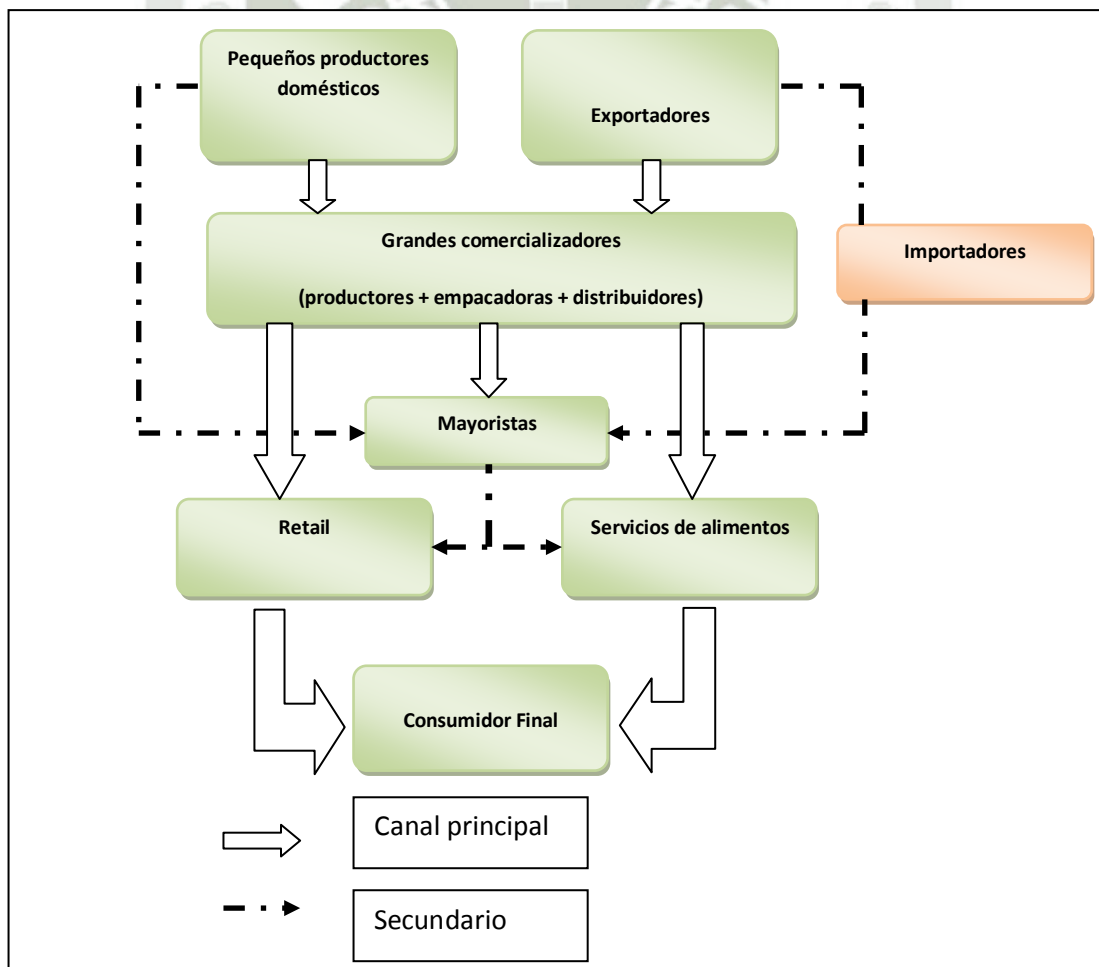 Pequeños productores
domésticos
Exportadores
Grandes comercializadores
(productores + empacadoras + distribuidores)
Importadores
Mayoristas
Retail
Servicios de alimentos
Consumidor Final
Canal principal
Secundario